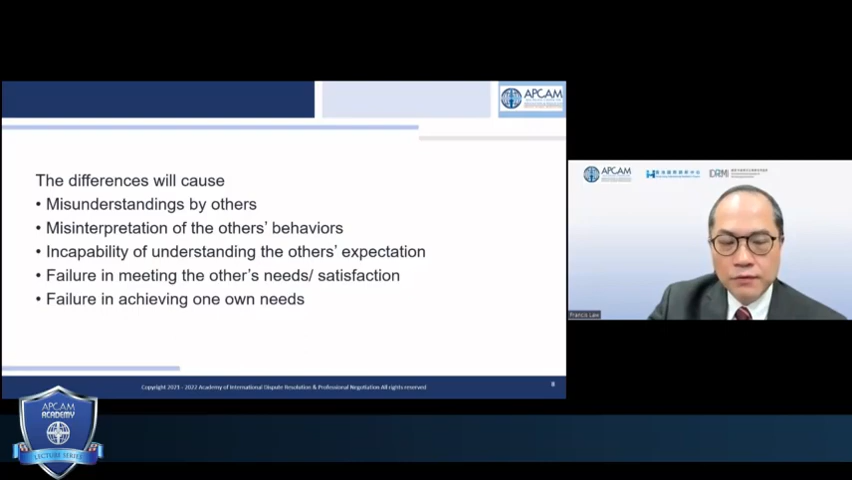 APCAM
The differences will cause
• Misunderstandings by others
• Misinterpretation of the others' behaviors
• Incapability of understanding the others' expectation
• Failure in meeting the other's needs/ satisfaction
• Failure in achieving one own needs
Copyright 2021 - 2022 Academy of International Dispute Resolution & Professional Negotiation All rights reserved
8
APCAM
IDRRMI
Francis Law
APCAM
ACADEMY
LECTURE SERIES